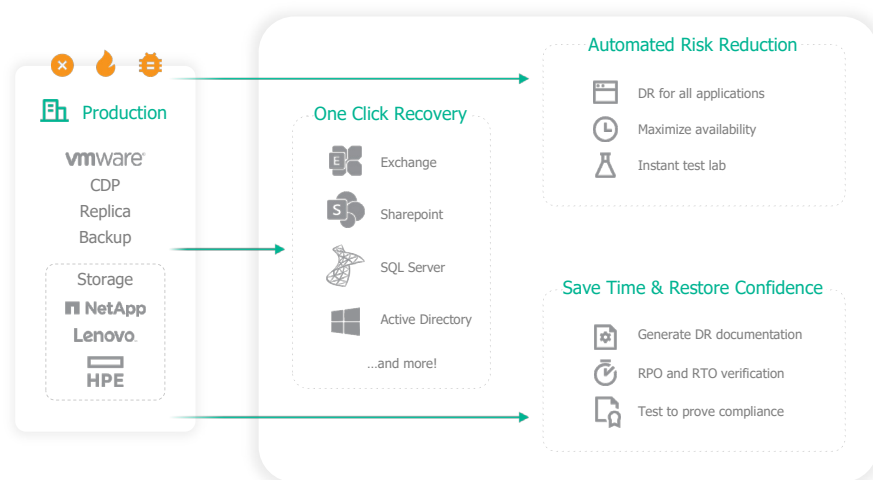 Production
vmware®
CDP
Replica
Backup
Storage
NetApp
Lenovo.
HPE
One Click Recovery
E Exchange
S Sharepoint
SQL Server
Active Directory
...and more!
Automated Risk Reduction
DR for all applications
Maximize availability
Instant test lab
Save Time & Restore Confidence
Generate DR documentation
RPO and RTO verification
Test to prove compliance